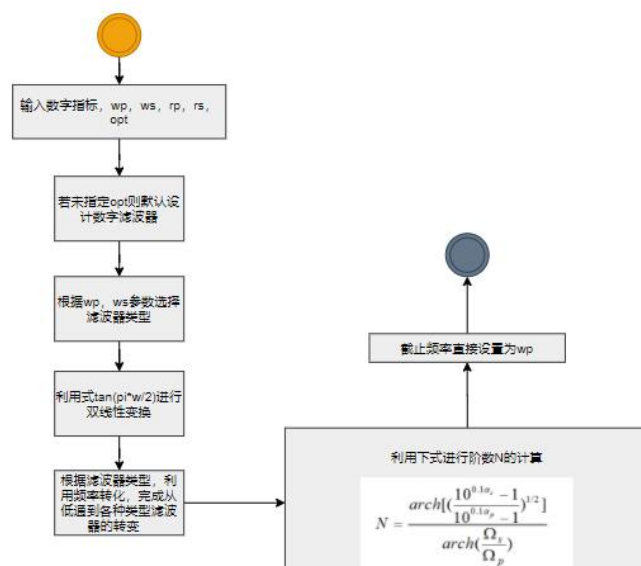 输入数字指标，wp，ws，rp，rs，
opt
若未指定opt则默认设
计数字滤波器
根据wp，ws参数选择
滤波器类型
利用式tan(pi*w/2)进行
双线性变换
根据滤波器类型，利
用频率转化，完成从
低通到各种类型滤波
器的转变
利用下式进行阶数N的计算
N = \frac{arch[(\frac{10^{0.1α_s} - 1}{10^{0.1α_p} - 1})^{1/2}]}{arch(\frac{Ω_s}{Ω_p})}
截止频率直接设置为wp